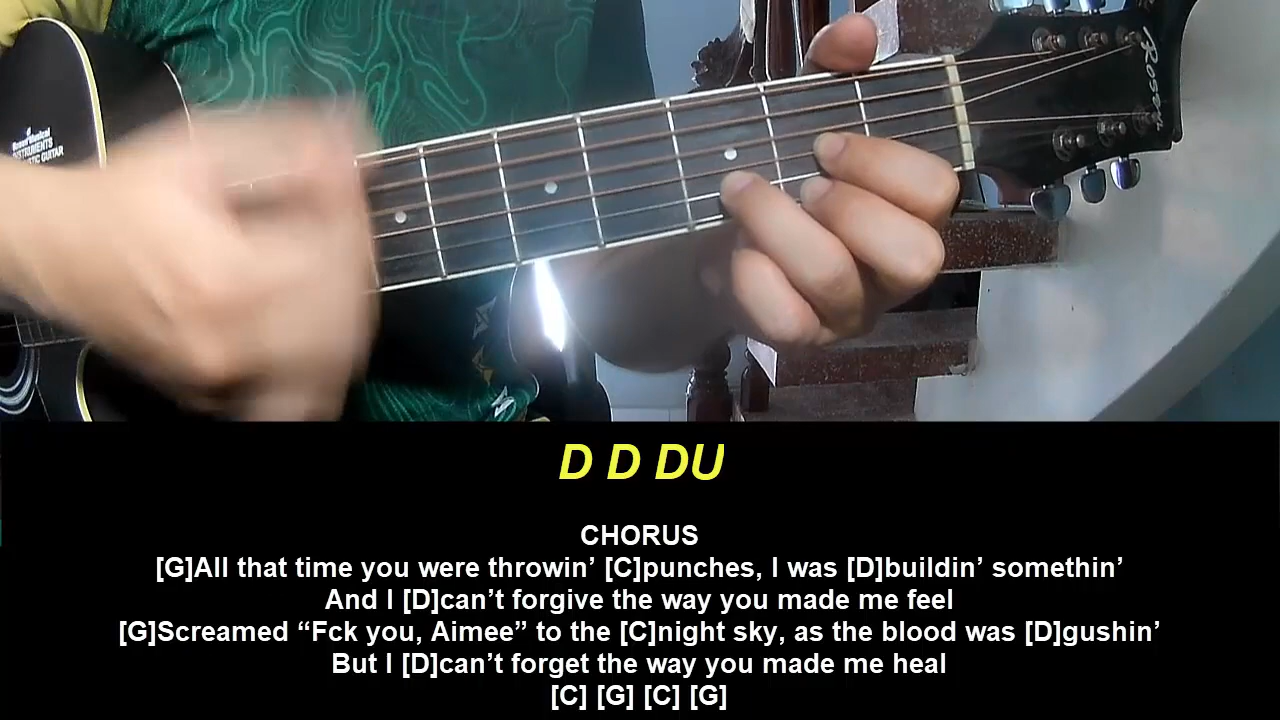 Rosen
INSTRUMENTS
D D DU
CHORUS
[G]All that time you were throwin’ [C]punches, I was [D]buildin’ somethin’
And I [D]can’t forgive the way you made me feel
[G]Screamed “Fck you, Aimee” to the [C]night sky, as the blood was [D]gushin’
But I [D]can’t forget the way you made me heal
[C] [G] [C] [G]